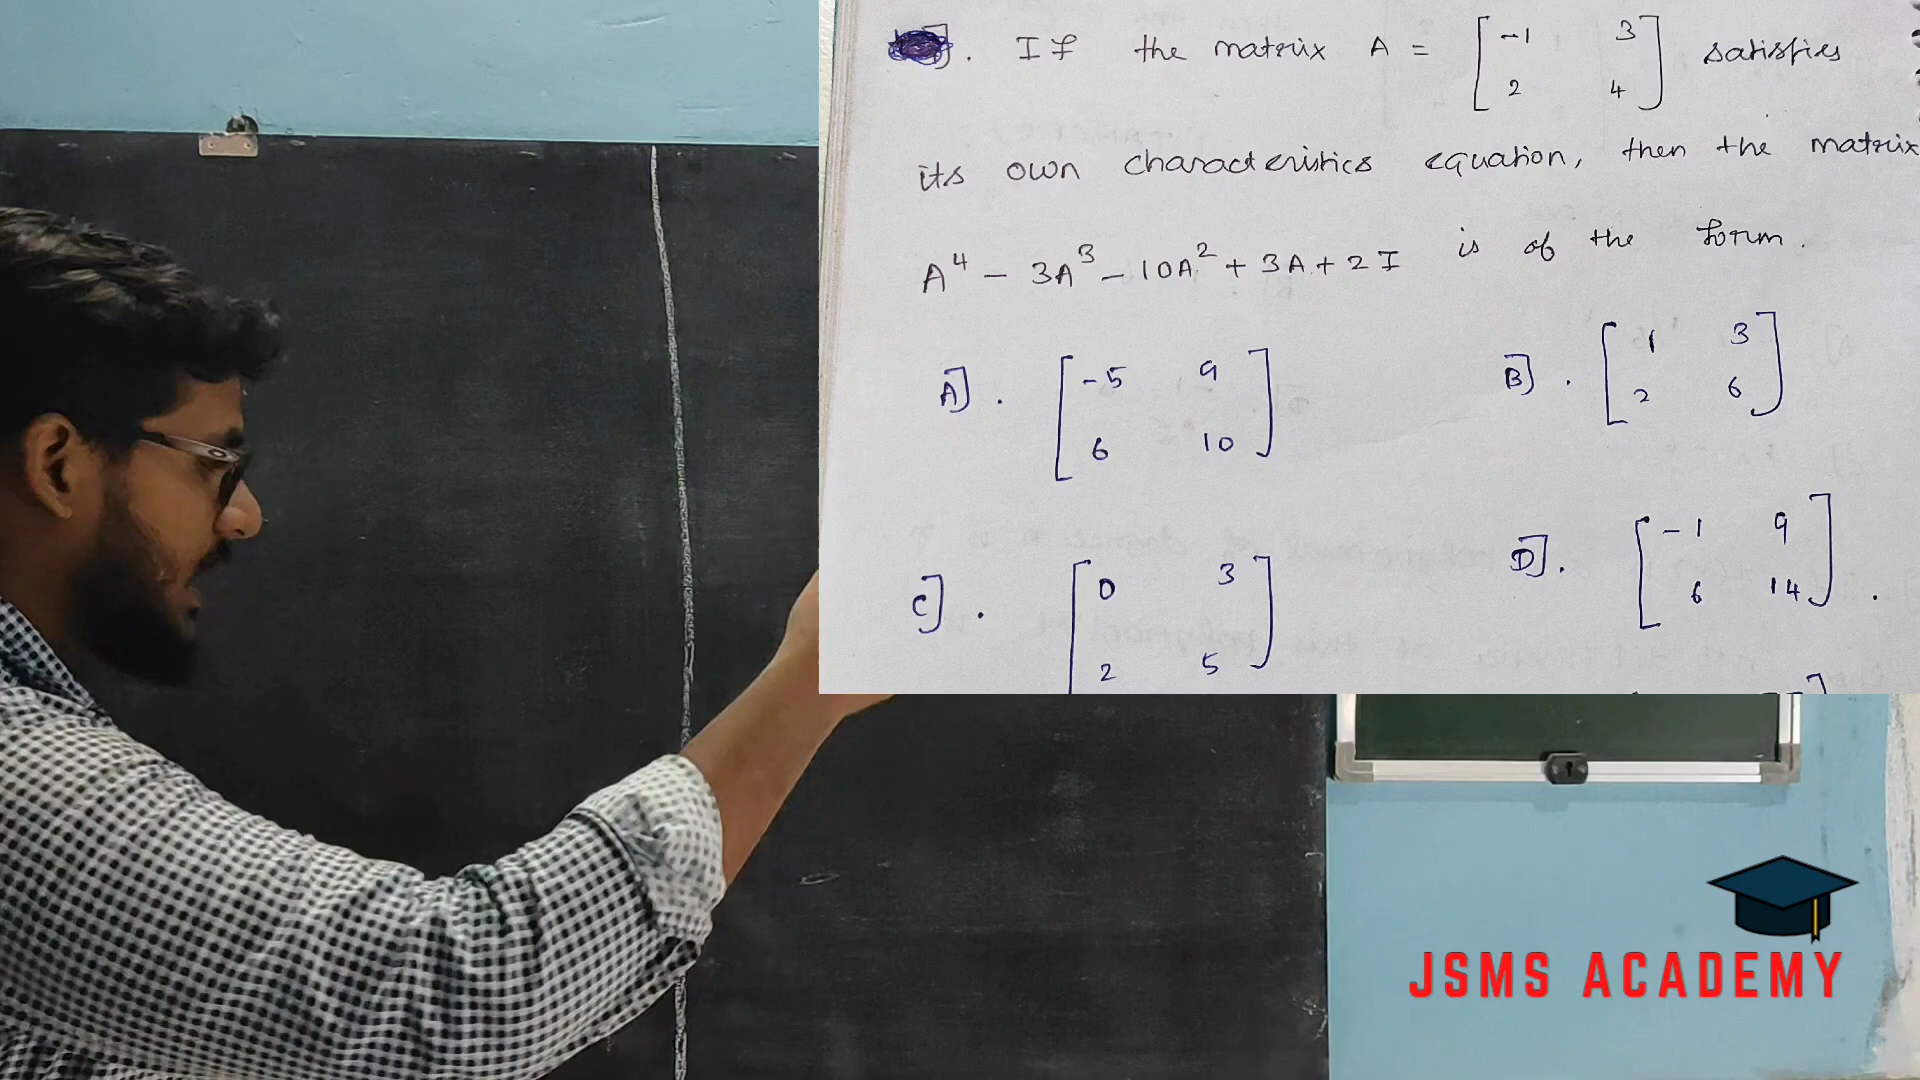 . If the matrix A = [ -1 3 ] satisfies
[ 2 4 ]
its own characteristics equation, then the matrix
A⁴ - 3A³ - 10A² + 3A + 2I is of the form.
A]. [ -5 9 ] B]. [ 1 3 ]
[ 6 10 ] [ 2 6 ]
C]. [ 0 3 ] D]. [ -1 9 ]
[ 2 5 ] [ 6 14 ].
JSMS ACADEMY